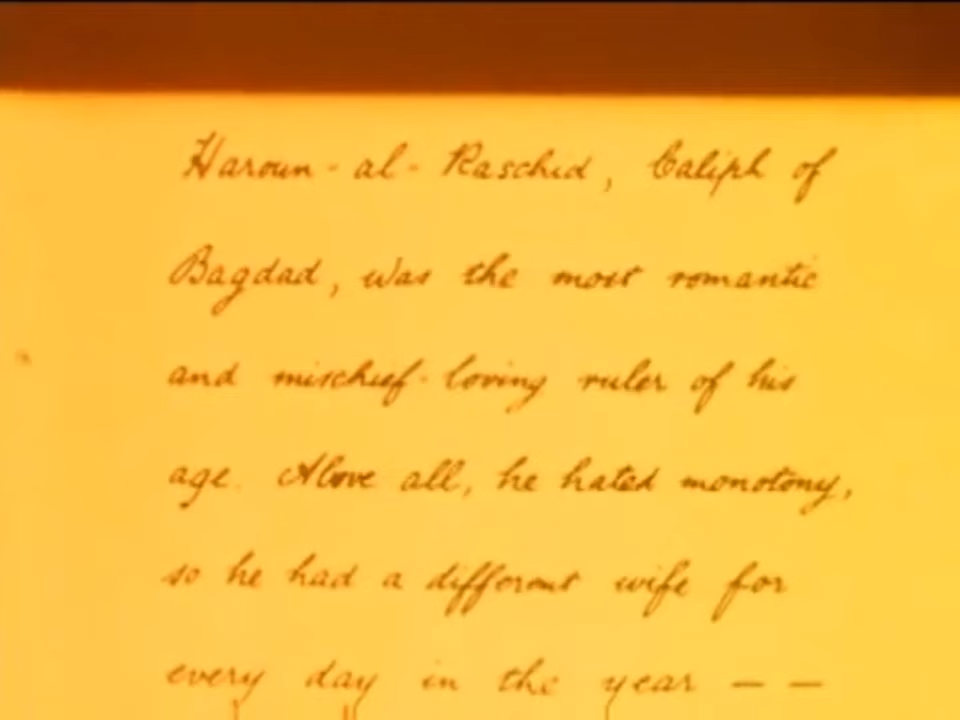 Haroun-al-Raschid, Caliph of
Bagdad, was the most romantic
and mischief-loving ruler of his
age. Above all, he hated monotony,
so he had a different wife for
every day in the year — —